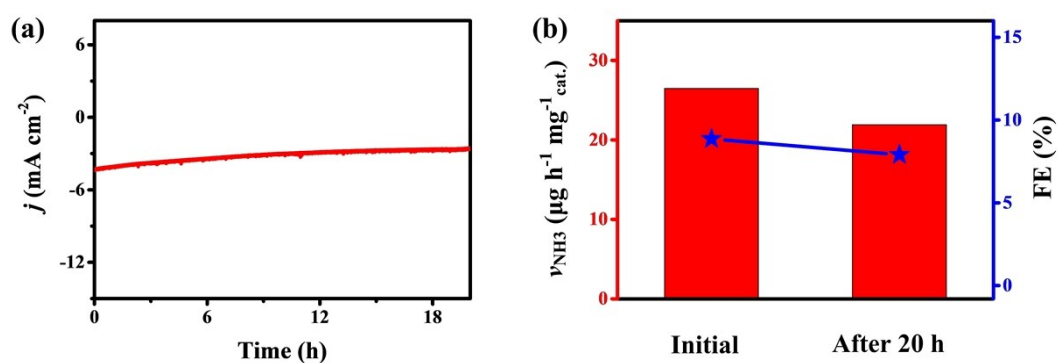 (a)
6
0
-6
-12
j (mA cm-2)
0 6 12 18
Time (h)
(b)
30
20
10
0
vNH3 (µg h-1 mg-1cat.)
15
10
5
0
FE (%)
Initial After 20 h